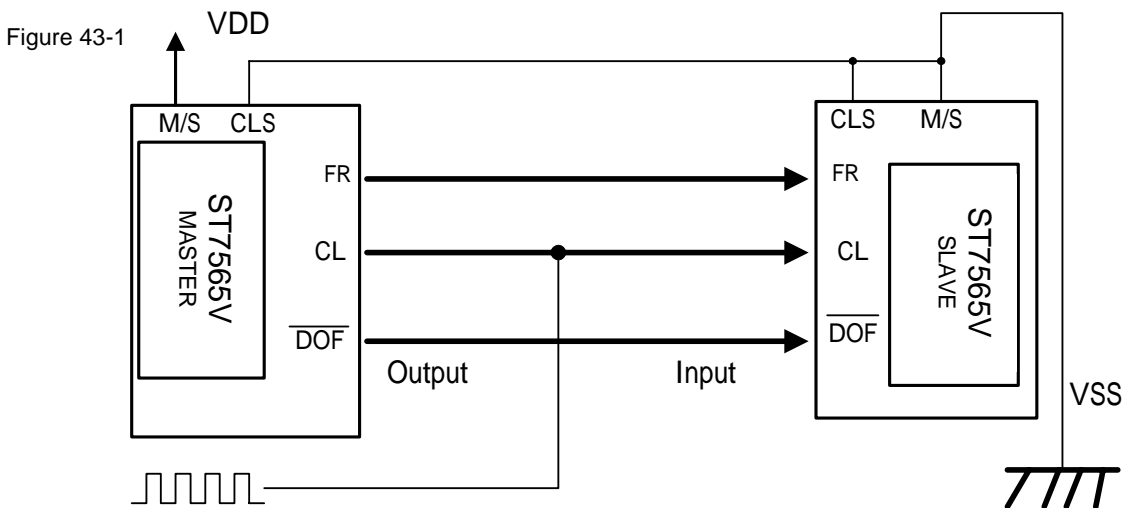 Figure 43-1
VDD
M/S CLS
FR
CL
DOF
ST7565V
MASTER
Output
Input
CLS M/S
FR
CL
DOF
ST7565V
SLAVE
VSS